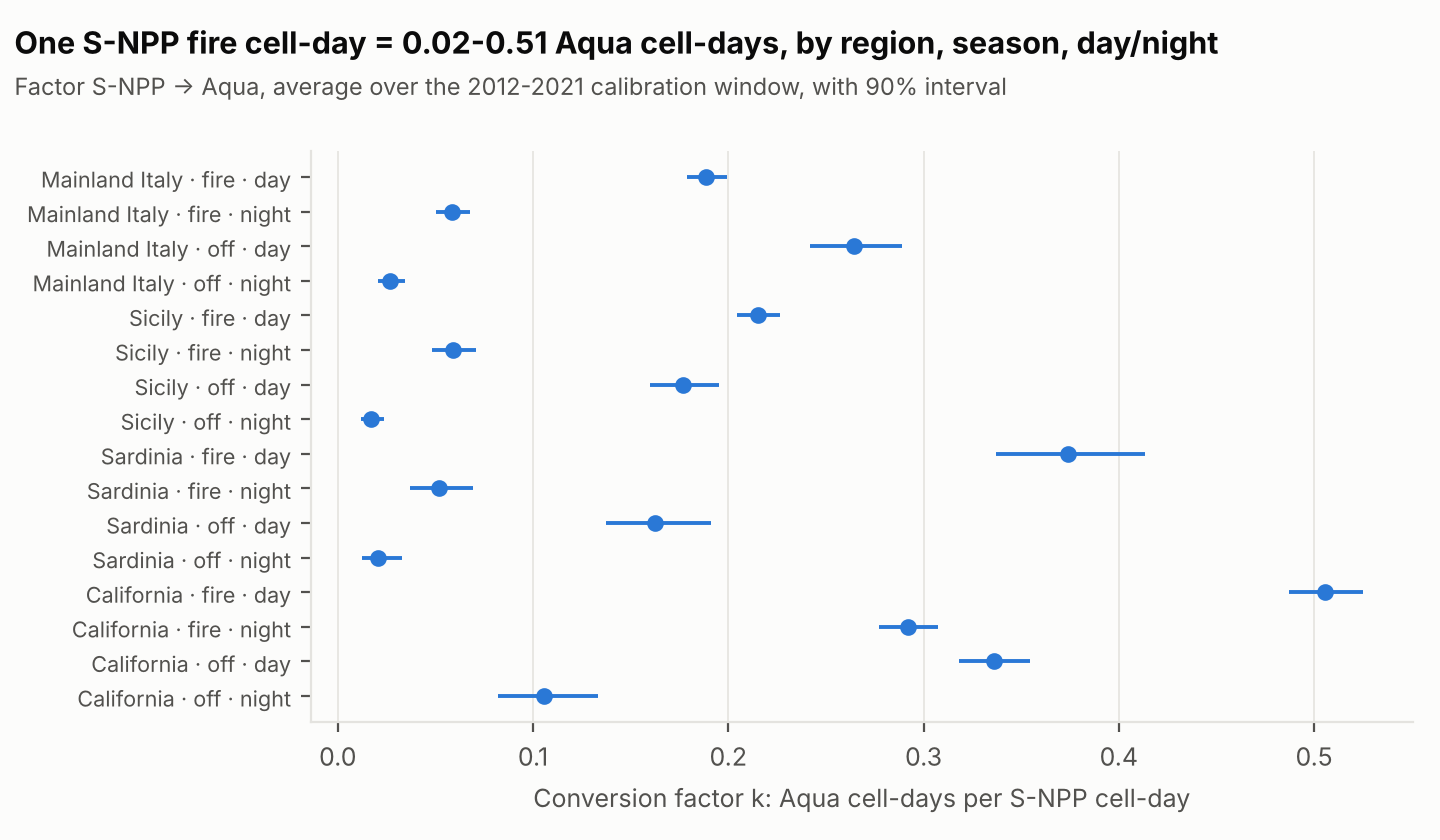 One S-NPP fire cell-day = 0.02-0.51 Aqua cell-days, by region, season, day/night
Factor S-NPP → Aqua, average over the 2012-2021 calibration window, with 90% interval
Mainland Italy · fire · day
Mainland Italy · fire · night
Mainland Italy · off · day
Mainland Italy · off · night
Sicily · fire · day
Sicily · fire · night
Sicily · off · day
Sicily · off · night
Sardinia · fire · day
Sardinia · fire · night
Sardinia · off · day
Sardinia · off · night
California · fire · day
California · fire · night
California · off · day
California · off · night
0.0 0.1 0.2 0.3 0.4 0.5
Conversion factor k: Aqua cell-days per S-NPP cell-day